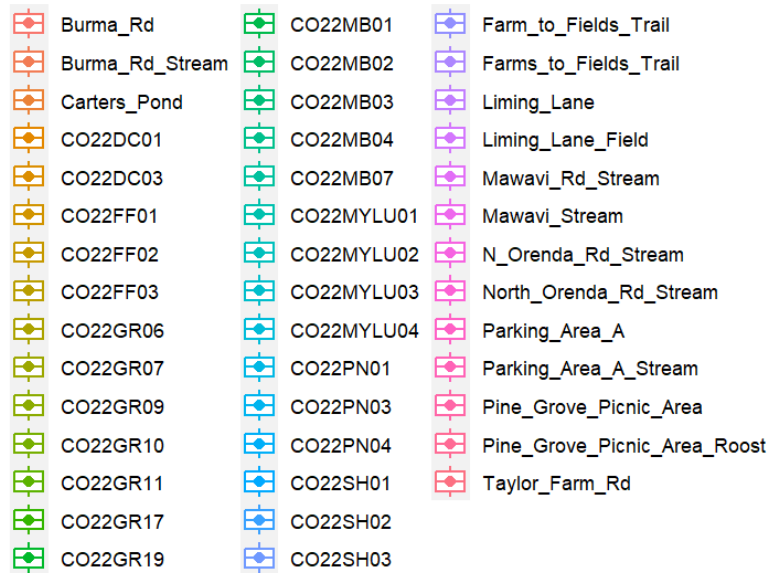 Burma_Rd
Burma_Rd_Stream
Carters_Pond
CO22DC01
CO22DC03
CO22FF01
CO22FF02
CO22FF03
CO22GR06
CO22GR07
CO22GR09
CO22GR10
CO22GR11
CO22GR17
CO22GR19
CO22MB01
CO22MB02
CO22MB03
CO22MB04
CO22MB07
CO22MYLU01
CO22MYLU02
CO22MYLU03
CO22MYLU04
CO22PN01
CO22PN03
CO22PN04
CO22SH01
CO22SH02
CO22SH03
Farm_to_Fields_Trail
Farms_to_Fields_Trail
Liming_Lane
Liming_Lane_Field
Mawavi_Rd_Stream
Mawavi_Stream
N_Orenda_Rd_Stream
North_Orenda_Rd_Stream
Parking_Area_A
Parking_Area_A_Stream
Pine_Grove_Picnic_Area
Pine_Grove_Picnic_Area_Roost
Taylor_Farm_Rd